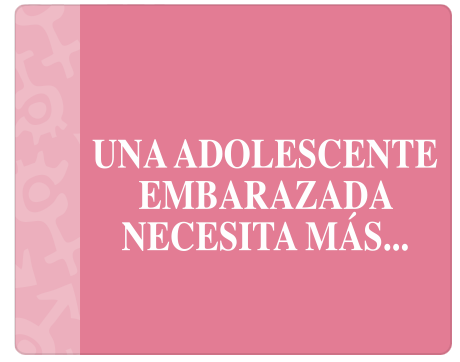 UNA ADOLESCENTE
EMBARAZADA
NECESITA MÁS...